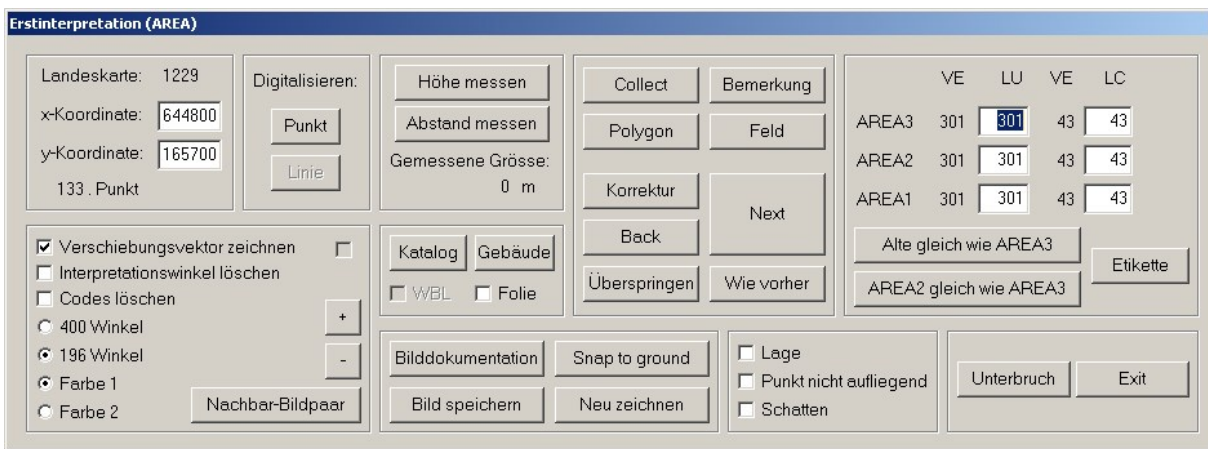 Erstinterpretation (AREA)
Landeskarte: 1229
x-Koordinate: 644800
y-Koordinate: 165700
133 . Punkt
Digitalisieren:
Punkt
Linie
Höhe messen
Abstand messen
Gemessene Grösse:
0 m
Collect Bemerkung
Polygon Feld
Korrektur
Next
Back
Überspringen Wie vorher
VE LU VE LC
AREA3 301 301 43 43
AREA2 301 301 43 43
AREA1 301 301 43 43
Alte gleich wie AREA3
AREA2 gleich wie AREA3
Etikette
Verschiebungsvektor zeichnen
Interpretationswinkel löschen
Codes löschen
400 Winkel
196 Winkel
Farbe 1
Farbe 2
+
-
Nachbar-Bildpaar
Katalog Gebäude
WBL Folie
Bilddokumentation Snap to ground
Bild speichern Neu zeichnen
Lage
Punkt nicht aufliegend
Schatten
Unterbruch Exit